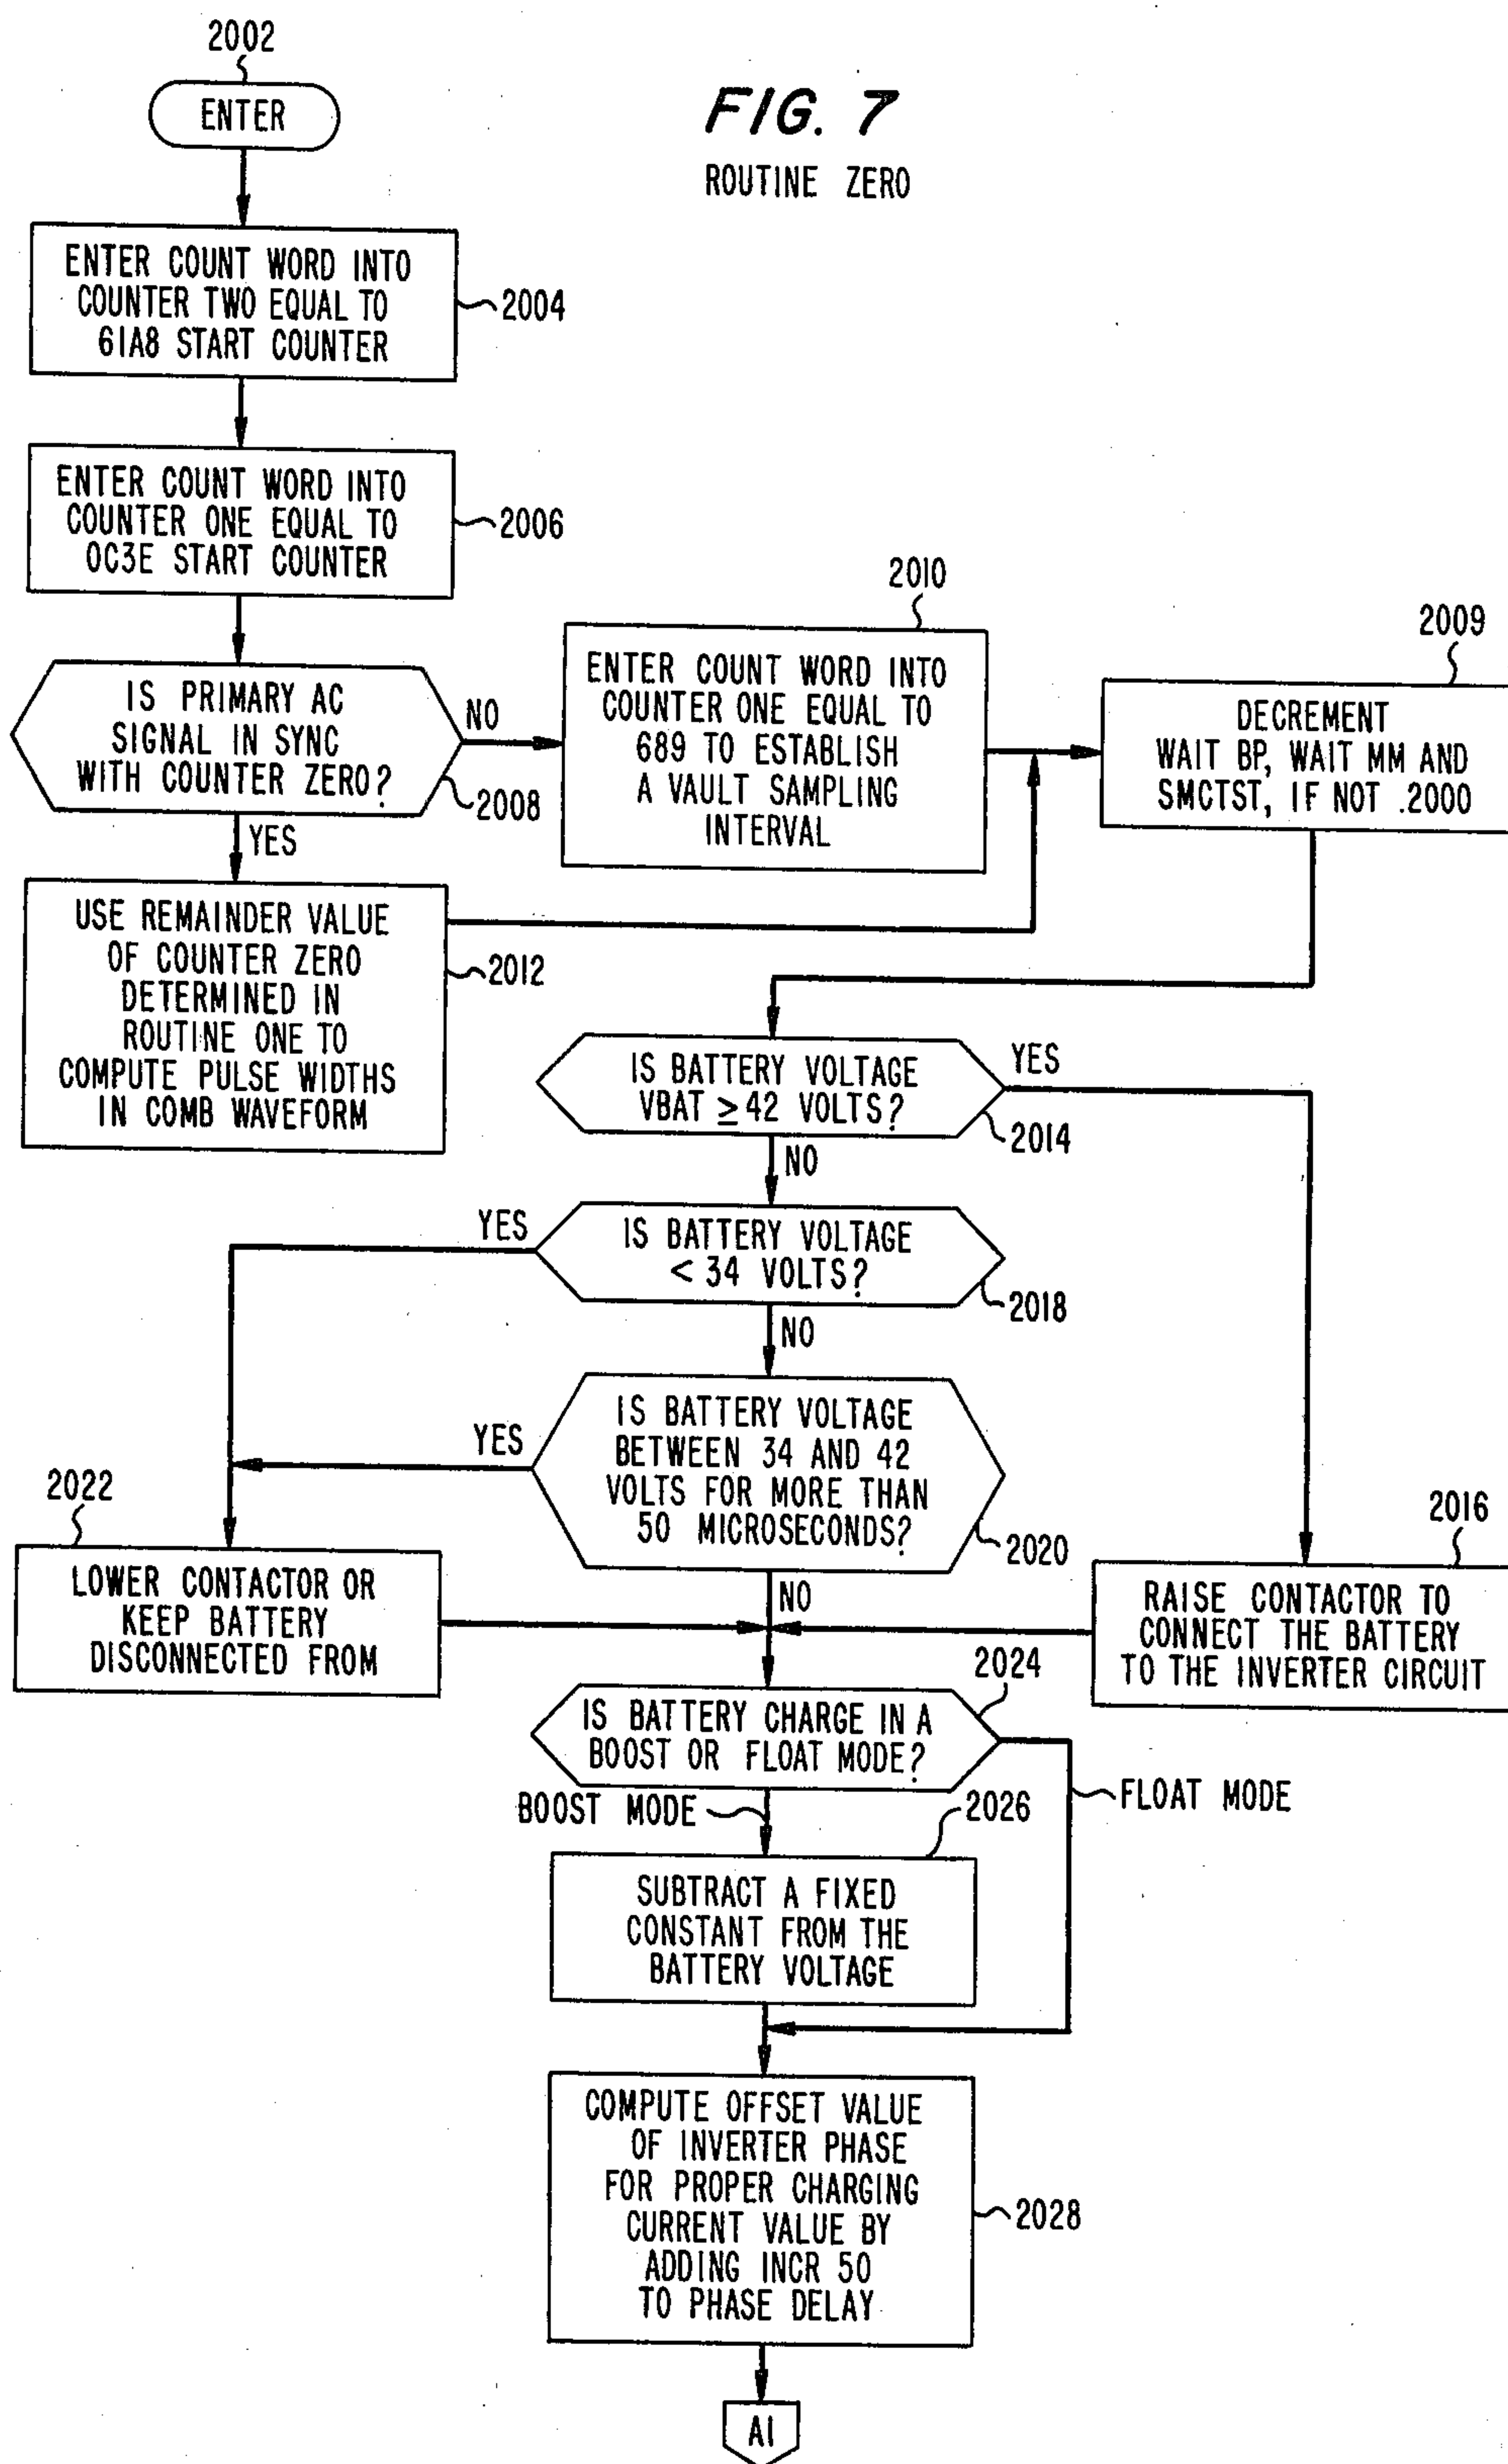 2002
ENTER
FIG. 7
ROUTINE ZERO
ENTER COUNT WORD INTO
COUNTER TWO EQUAL TO
61A8 START COUNTER
2004
ENTER COUNT WORD INTO
COUNTER ONE EQUAL TO
0C3E START COUNTER
2006
IS PRIMARY AC
SIGNAL IN SYNC
WITH COUNTER ZERO?
2008
NO
YES
2010
ENTER COUNT WORD INTO
COUNTER ONE EQUAL TO
689 TO ESTABLISH
A VAULT SAMPLING
INTERVAL
2009
DECREMENT
WAIT BP, WAIT MM AND
SMCTST, IF NOT .2000
USE REMAINDER VALUE
OF COUNTER ZERO
DETERMINED IN
ROUTINE ONE TO
COMPUTE PULSE WIDTHS
IN COMB WAVEFORM
2012
IS BATTERY VOLTAGE
VBAT ≥ 42 VOLTS?
YES
2014
NO
IS BATTERY VOLTAGE
< 34 VOLTS?
YES
2018
NO
IS BATTERY VOLTAGE
BETWEEN 34 AND 42
VOLTS FOR MORE THAN
50 MICROSECONDS?
YES
2020
NO
2022
LOWER CONTACTOR OR
KEEP BATTERY
DISCONNECTED FROM
2016
RAISE CONTACTOR TO
CONNECT THE BATTERY
TO THE INVERTER CIRCUIT
2024
IS BATTERY CHARGE IN A
BOOST OR FLOAT MODE?
BOOST MODE
FLOAT MODE
2026
SUBTRACT A FIXED
CONSTANT FROM THE
BATTERY VOLTAGE
COMPUTE OFFSET VALUE
OF INVERTER PHASE
FOR PROPER CHARGING
CURRENT VALUE BY
ADDING INCR 50
TO PHASE DELAY
2028
A1